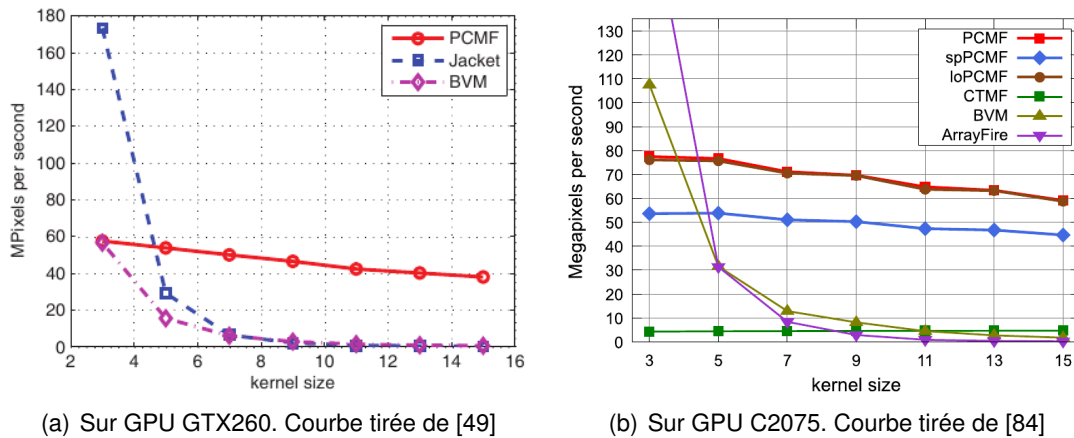 180
160
140
120
100
80
60
40
20
0
MPixels per second
2 4 6 8 10 12 14 16
kernel size
PCMF
Jacket
BVM
(a) Sur GPU GTX260. Courbe tirée de [49]
130
120
110
100
90
80
70
60
50
40
30
20
10
0
Megapixels per second
3 5 7 9 11 13 15
kernel size
PCMF
spPCMF
loPCMF
CTMF
BVM
ArrayFire
(b) Sur GPU C2075. Courbe tirée de [84]